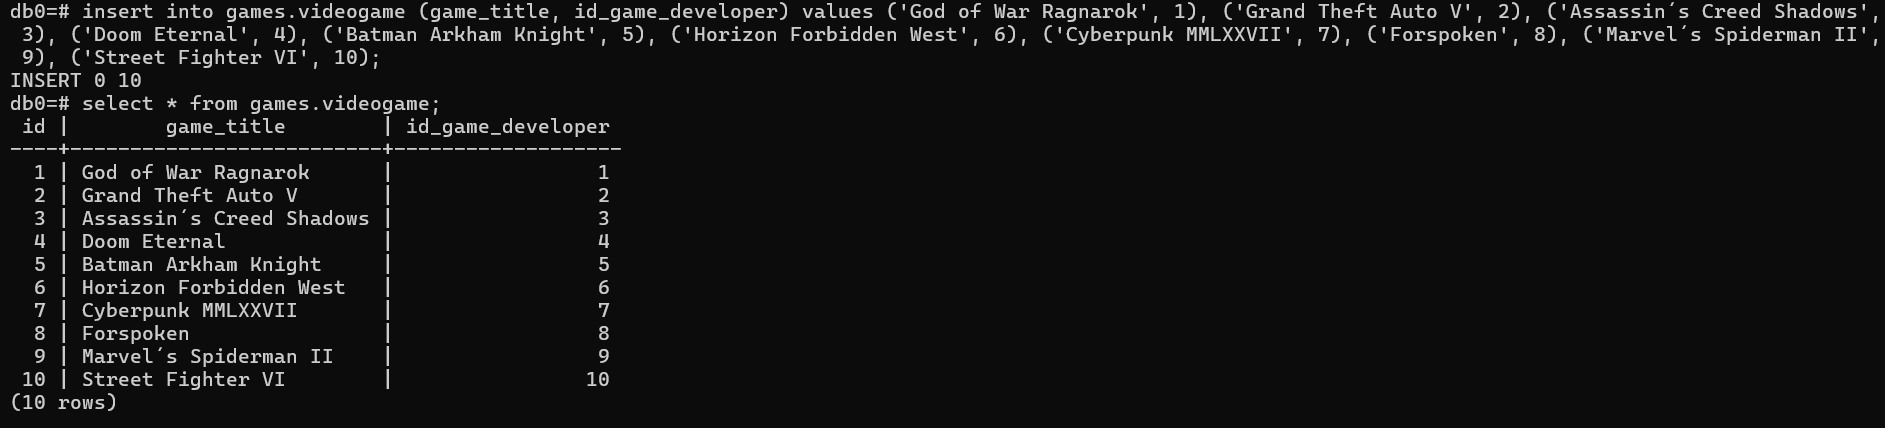 db0=# insert into games.videogame (game_title, id_game_developer) values ('God of War Ragnarok', 1), ('Grand Theft Auto V', 2), ('Assassin´s Creed Shadows',
 3), ('Doom Eternal', 4), ('Batman Arkham Knight', 5), ('Horizon Forbidden West', 6), ('Cyberpunk MMLXXVII', 7), ('Forspoken', 8), ('Marvel´s Spiderman II',
 9), ('Street Fighter VI', 10);
INSERT 0 10
db0=# select * from games.videogame;
 id |        game_title        | id_game_developer
----+--------------------------+-------------------
  1 | God of War Ragnarok      |                 1
  2 | Grand Theft Auto V       |                 2
  3 | Assassin´s Creed Shadows |                 3
  4 | Doom Eternal             |                 4
  5 | Batman Arkham Knight     |                 5
  6 | Horizon Forbidden West   |                 6
  7 | Cyberpunk MMLXXVII       |                 7
  8 | Forspoken                |                 8
  9 | Marvel´s Spiderman II    |                 9
 10 | Street Fighter VI        |                10
(10 rows)